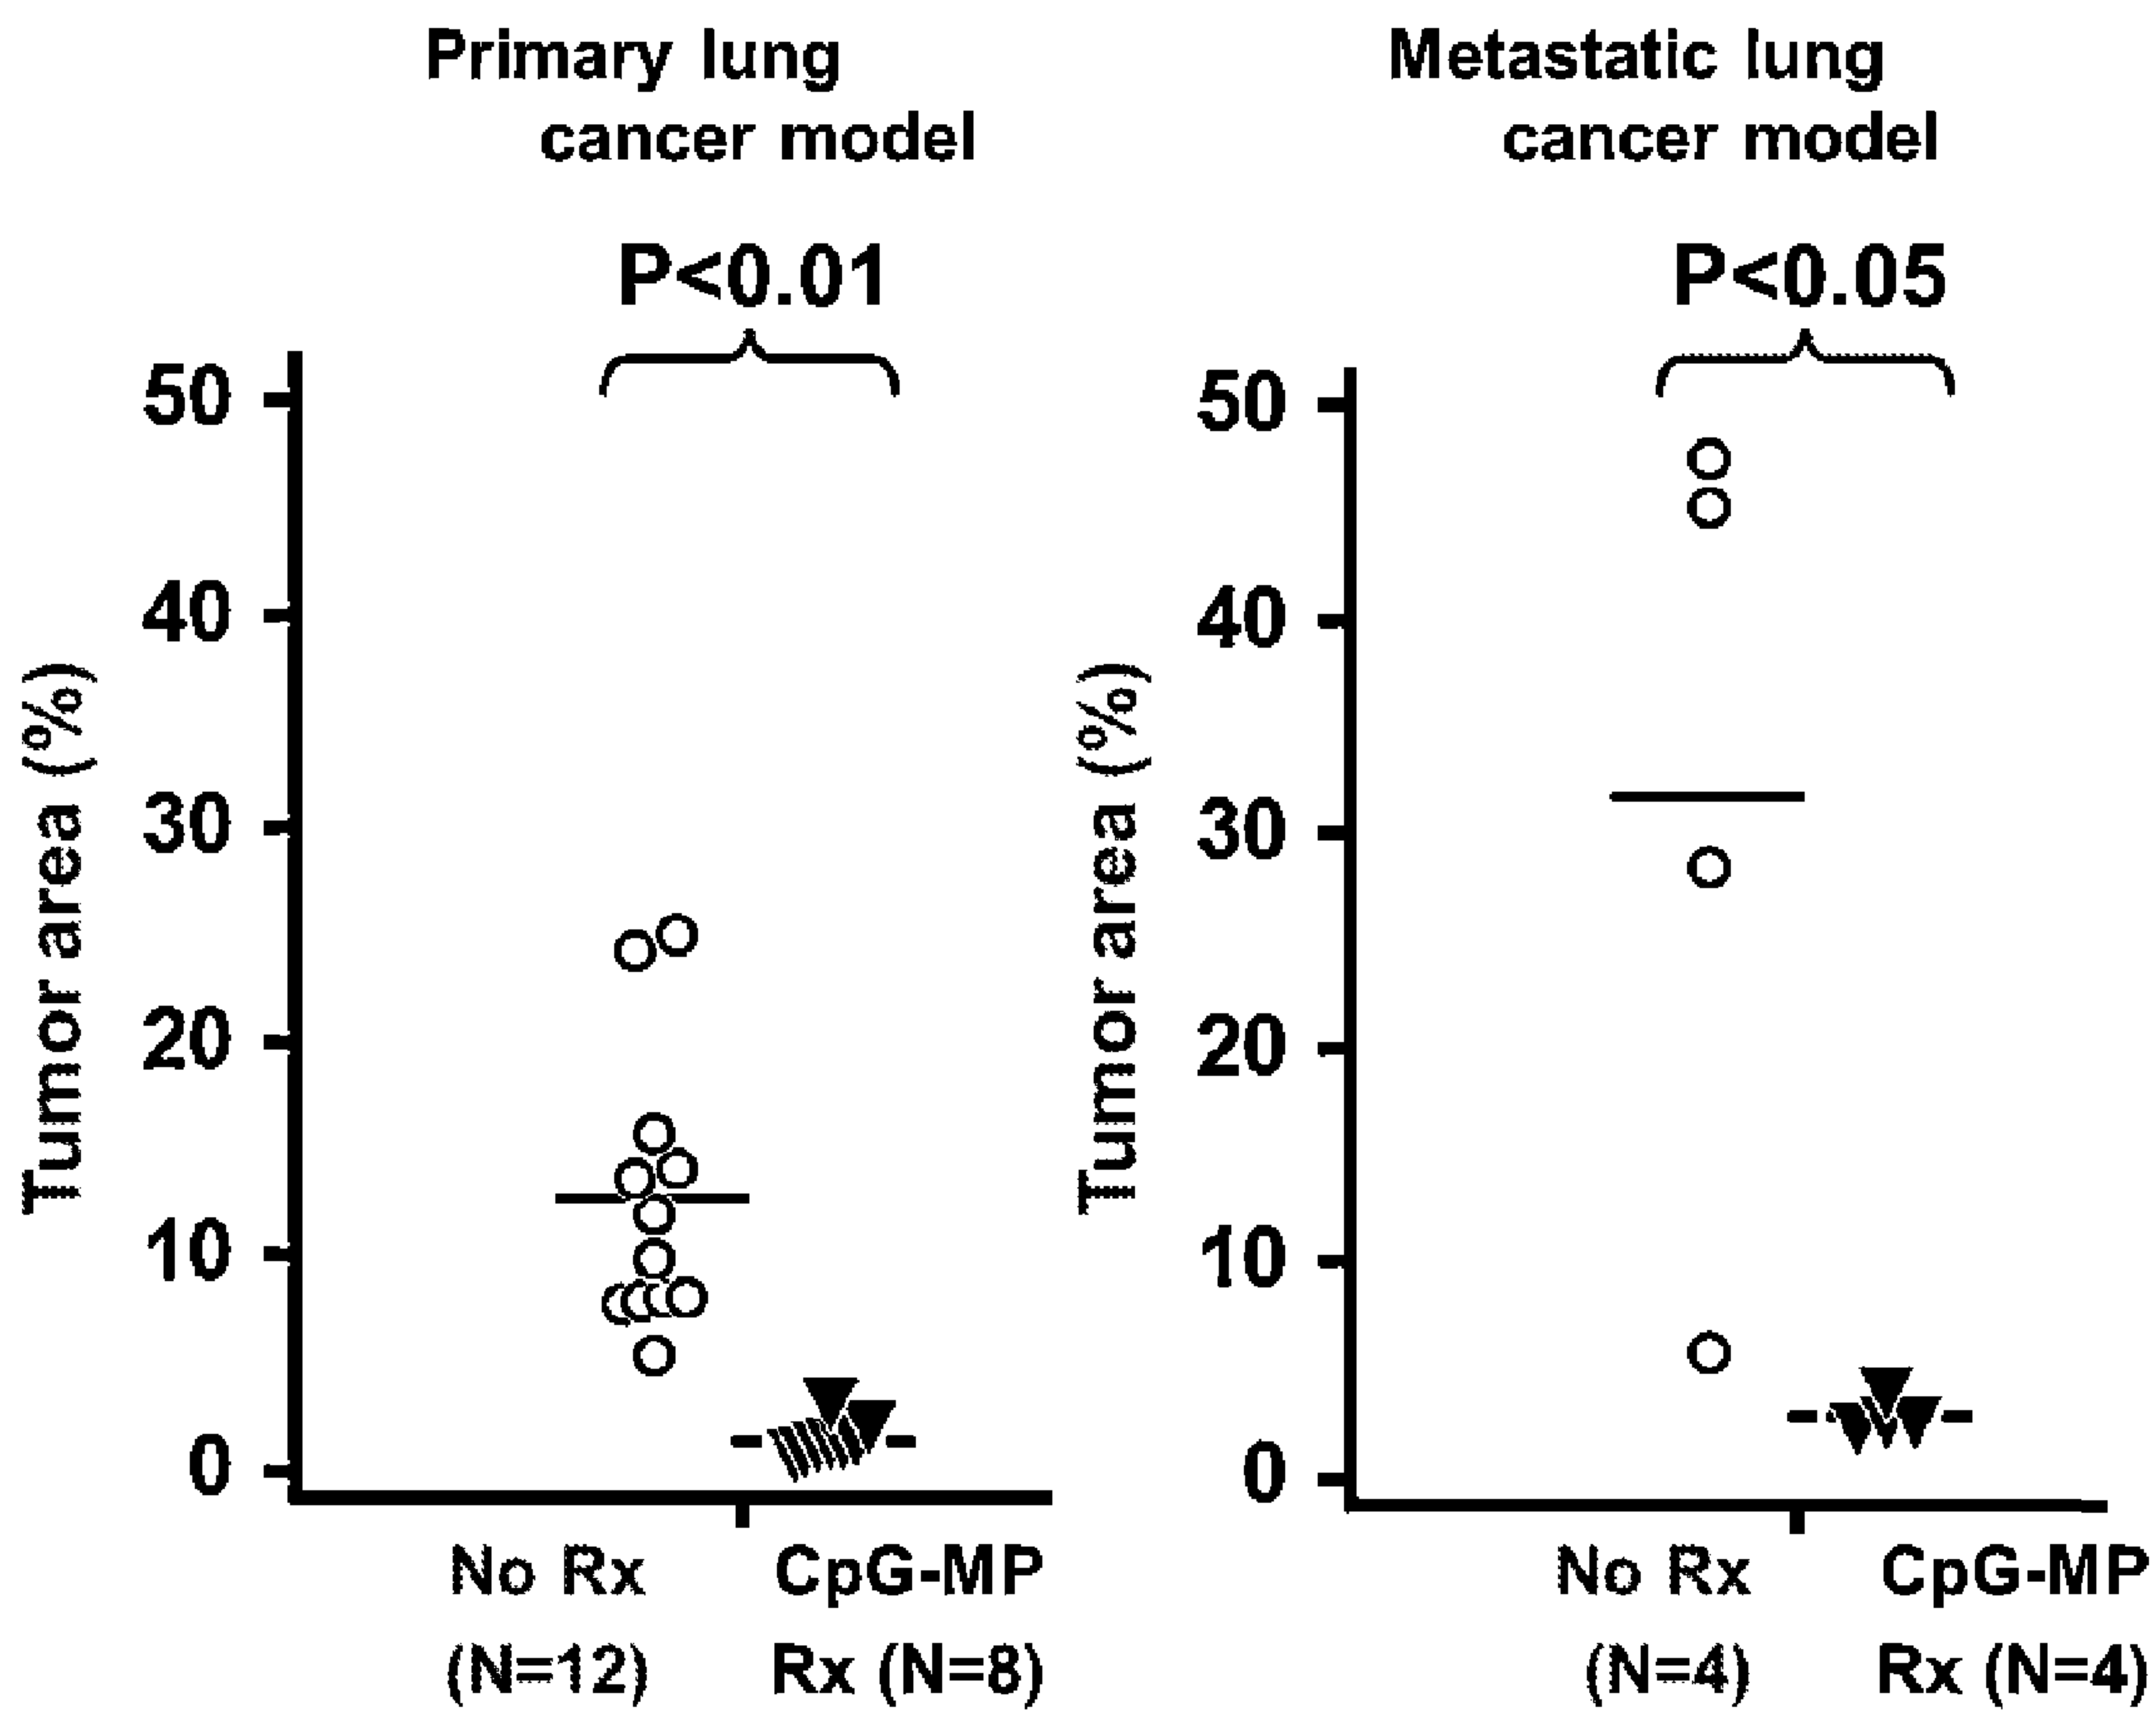 Primary lung
cancer model
P<0.01
50
40
30
20
10
0
Tumor area (%)
No Rx
(N=12)
CpG-MP
Rx (N=8)
Metastatic lung
cancer model
P<0.05
50
40
30
20
10
0
Tumor area (%)
No Rx
(N=4)
CpG-MP
Rx (N=4)